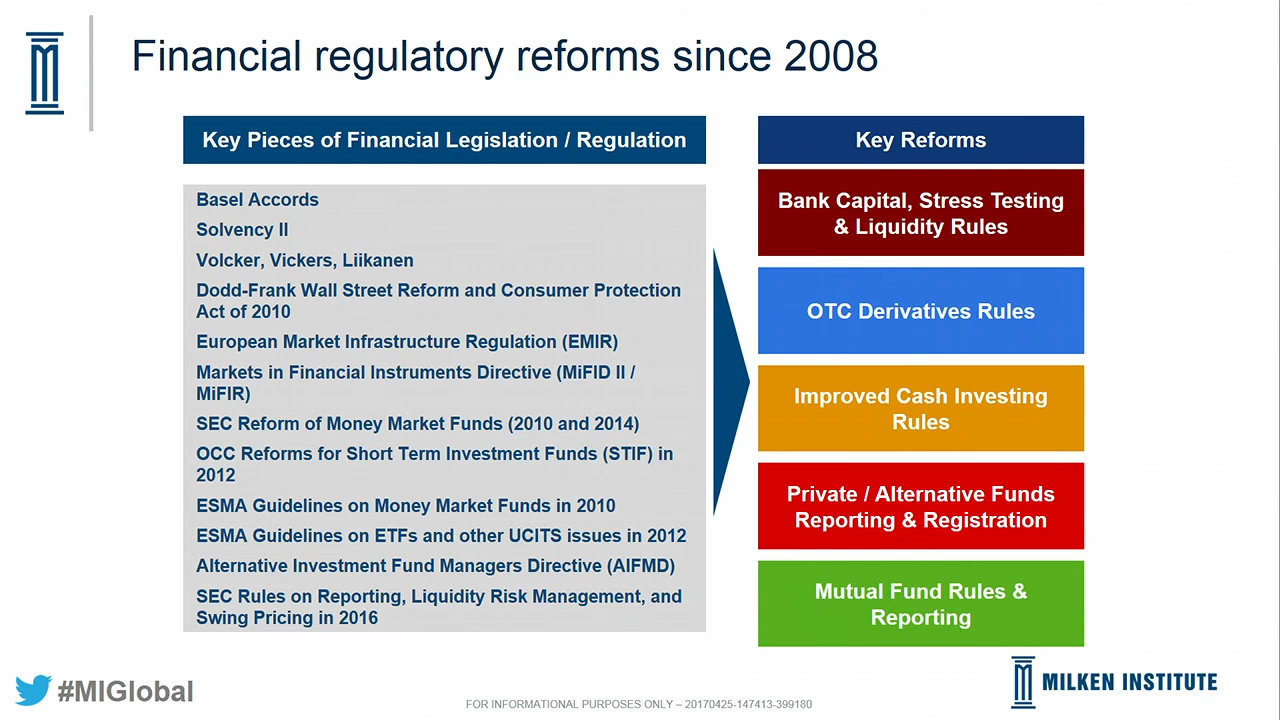 Financial regulatory reforms since 2008
Key Pieces of Financial Legislation / Regulation
Basel Accords
Solvency II
Volcker, Vickers, Liikanen
Dodd-Frank Wall Street Reform and Consumer Protection
Act of 2010
European Market Infrastructure Regulation (EMIR)
Markets in Financial Instruments Directive (MiFID II /
MiFIR)
SEC Reform of Money Market Funds (2010 and 2014)
OCC Reforms for Short Term Investment Funds (STIF) in
2012
ESMA Guidelines on Money Market Funds in 2010
ESMA Guidelines on ETFs and other UCITS issues in 2012
Alternative Investment Fund Managers Directive (AIFMD)
SEC Rules on Reporting, Liquidity Risk Management, and
Swing Pricing in 2016
Key Reforms
Bank Capital, Stress Testing
& Liquidity Rules
OTC Derivatives Rules
Improved Cash Investing
Rules
Private / Alternative Funds
Reporting & Registration
Mutual Fund Rules &
Reporting
#MIGlobal
FOR INFORMATIONAL PURPOSES ONLY – 20170425-147413-399180
MILKEN INSTITUTE